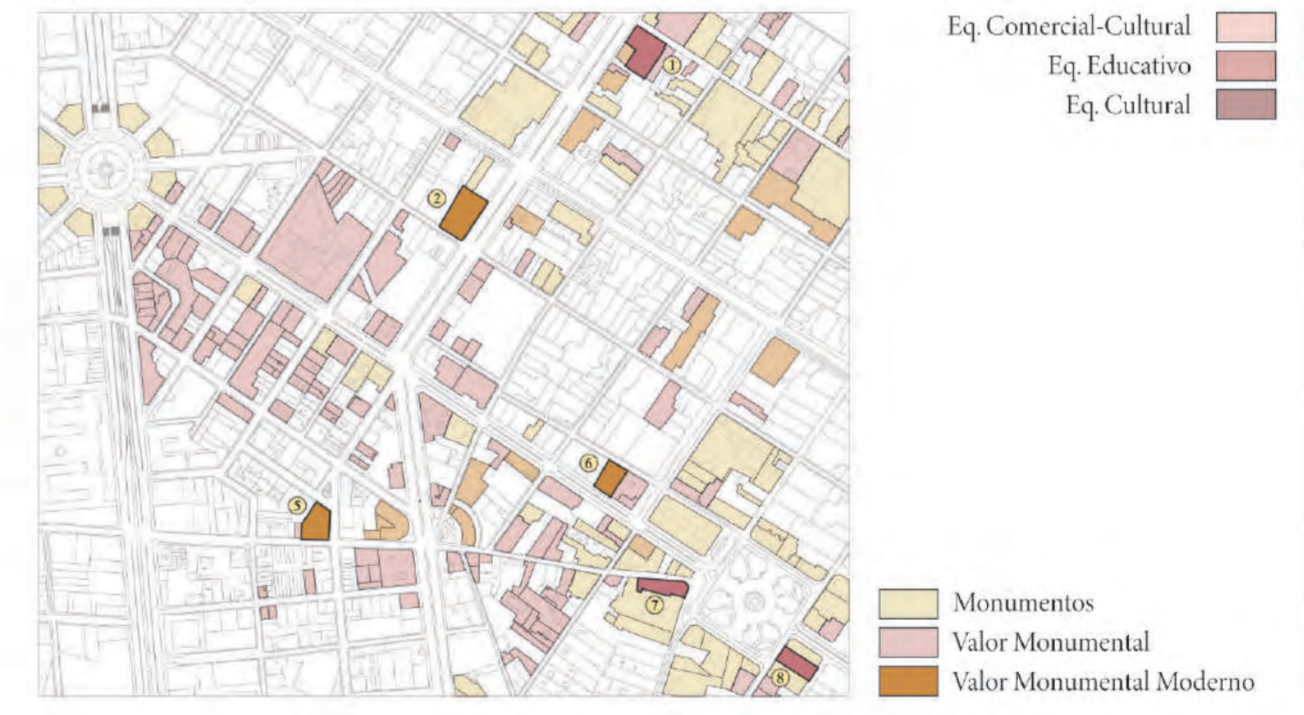 Eq. Comercial-Cultural
Eq. Educativo
Eq. Cultural
1
2
6
5
7
8
Monumentos
Valor Monumental
Valor Monumental Moderno